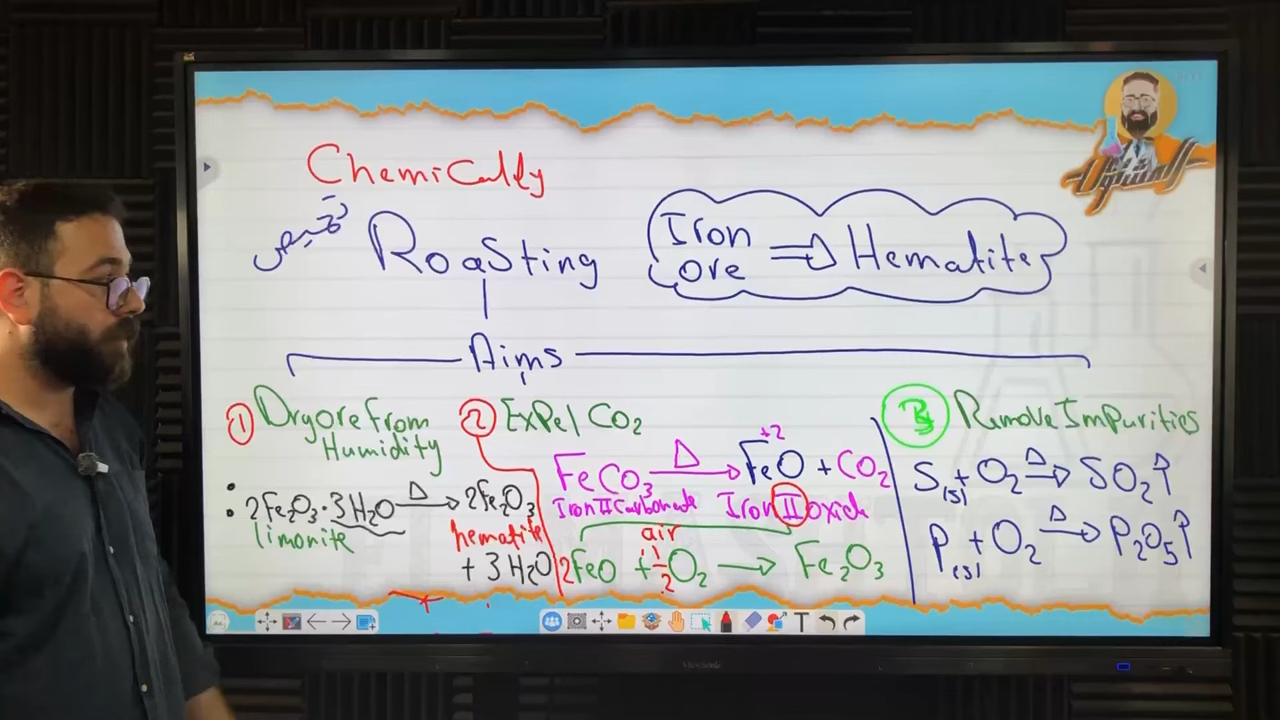 Chemically
تحميص
Roasting
Iron ore ⇒ Hematite
Aims
① Dry ore from Humidity
: 2Fe₂O₃·3H₂O —Δ→ 2Fe₂O₃
limonite hematite
+ 3H₂O
② Expel CO₂
FeCO₃ —Δ→ FeO + CO₂
+2
Iron II Carbonate Iron II oxide
air
2FeO + ½O₂ → Fe₂O₃
③ Remove Impurities
S(s) + O₂ —Δ→ SO₂↑
P(s) + O₂ —Δ→ P₂O₅↑
ViewSonic